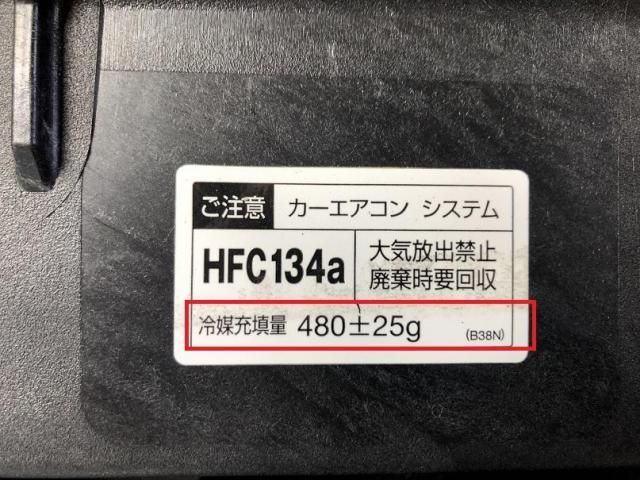 ご注意 カーエアコン システム
HFC134a
大気放出禁止
廃棄時要回収
冷媒充填量 480±25g (B38N)